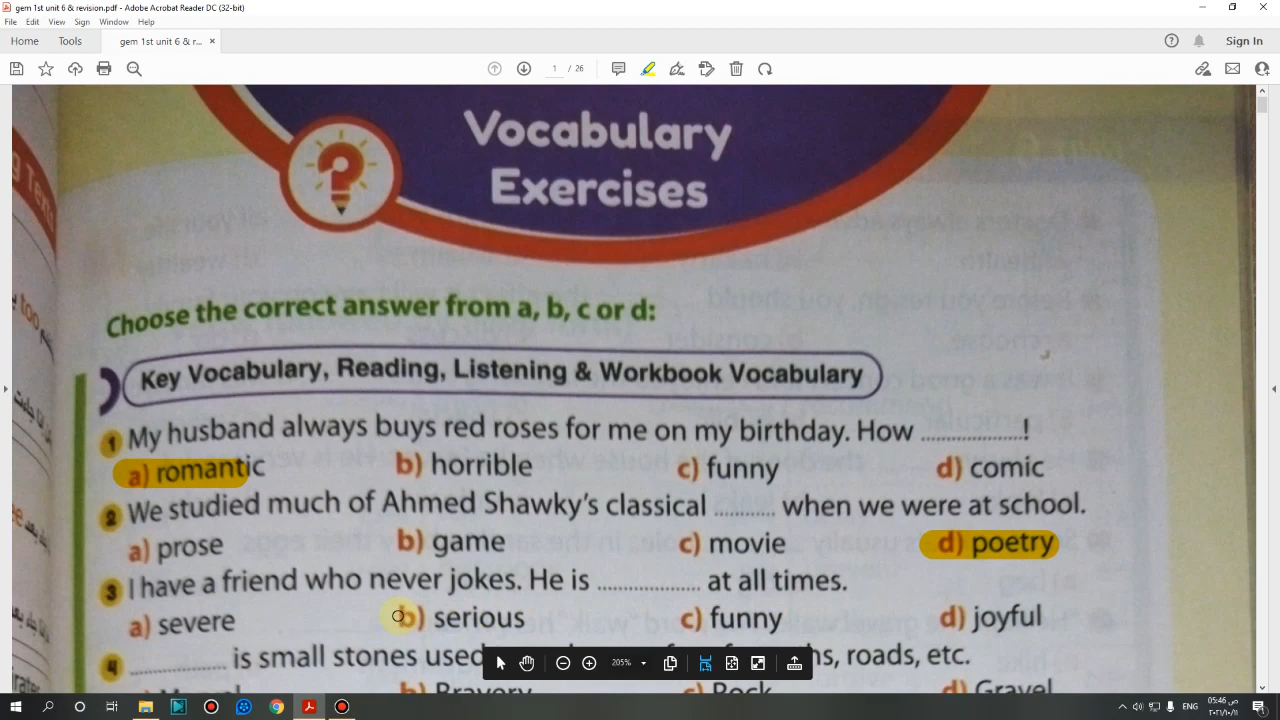 gem 1st unit 6 & revision.pdf - Adobe Acrobat Reader DC (32-bit)
File Edit View Sign Window Help
Home Tools gem 1st unit 6 & r... × Sign In
1 / 26
Vocabulary
Exercises
Choose the correct answer from a, b, c or d:
Key Vocabulary, Reading, Listening & Workbook Vocabulary
1 My husband always buys red roses for me on my birthday. How ............!
a) romantic b) horrible c) funny d) comic
2 We studied much of Ahmed Shawky's classical ......... when we were at school.
a) prose b) game c) movie d) poetry
3 I have a friend who never jokes. He is ............ at all times.
a) severe b) serious c) funny d) joyful
4 ............ is small stones used hs, roads, etc.
b) Bravery c) Rock d) Gravel
205%
ENG 05:46 ص